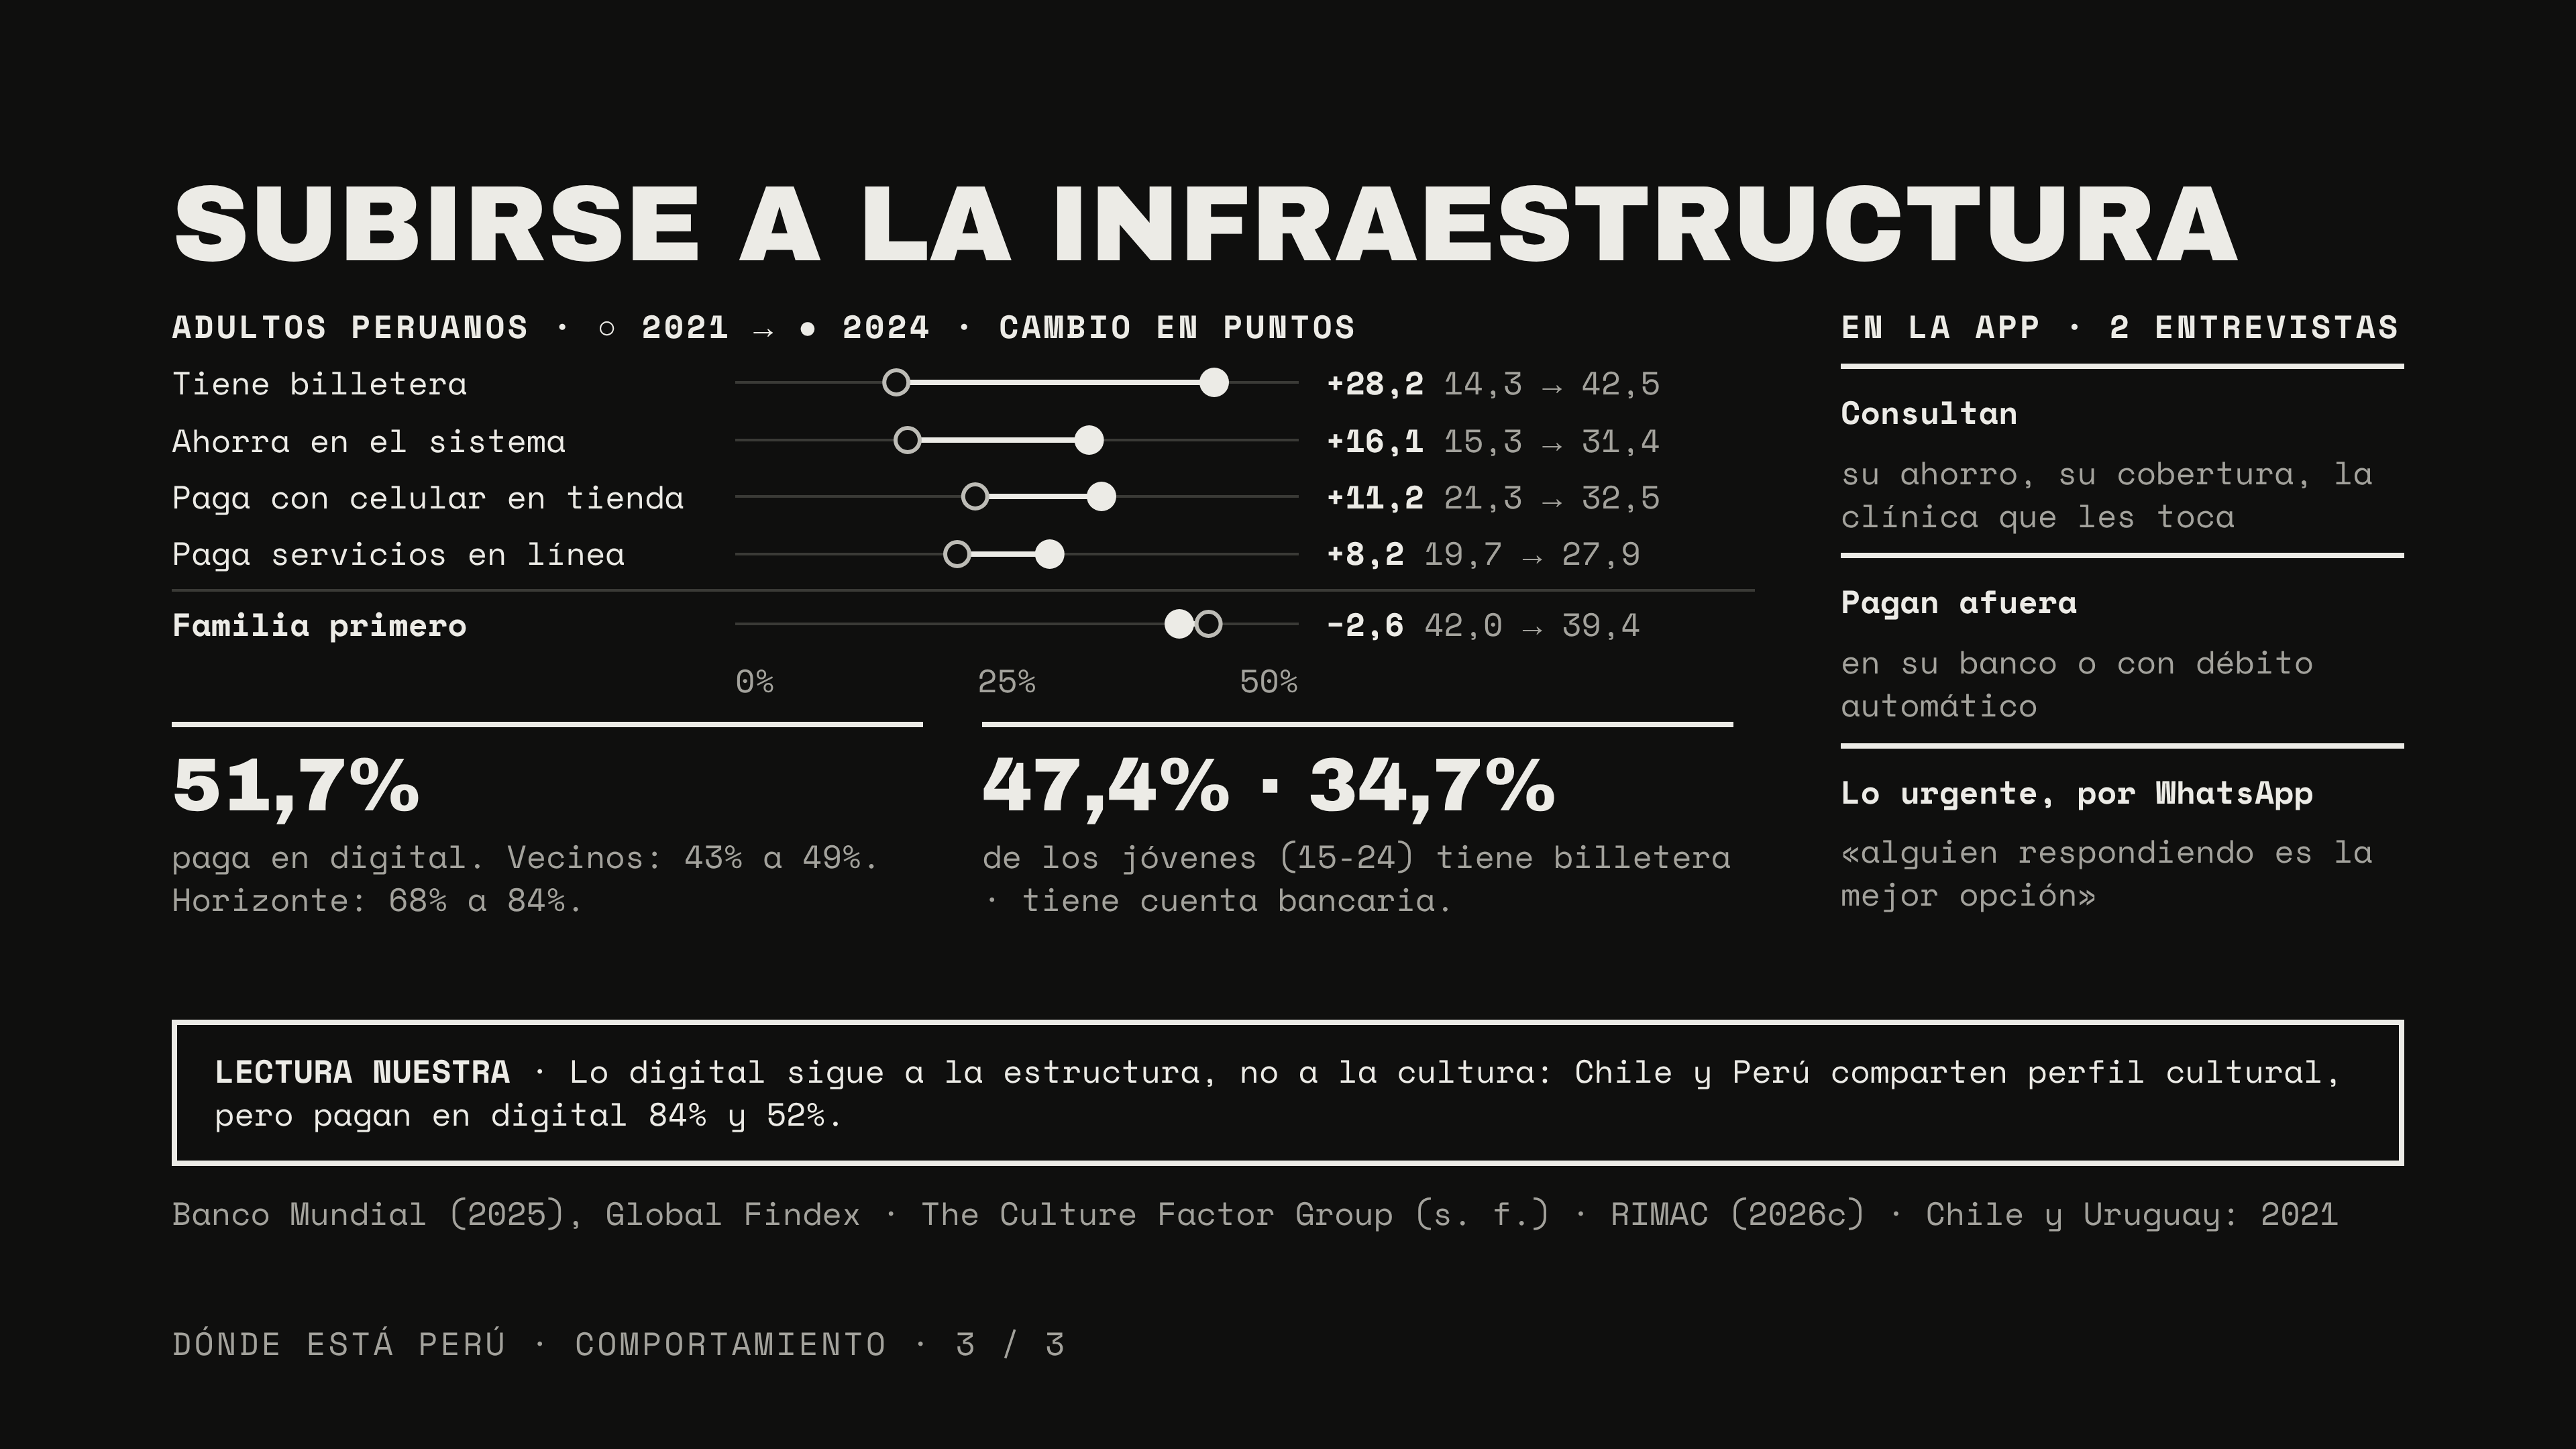 SUBIRSE A LA INFRAESTRUCTURA
ADULTOS PERUANOS · ○ 2021 → ● 2024 · CAMBIO EN PUNTOS
Tiene billetera +28,2 14,3 → 42,5
Ahorra en el sistema +16,1 15,3 → 31,4
Paga con celular en tienda +11,2 21,3 → 32,5
Paga servicios en línea +8,2 19,7 → 27,9
Familia primero −2,6 42,0 → 39,4
0% 25% 50%
51,7%
paga en digital. Vecinos: 43% a 49%.
Horizonte: 68% a 84%.
47,4% · 34,7%
de los jóvenes (15-24) tiene billetera
· tiene cuenta bancaria.
EN LA APP · 2 ENTREVISTAS
Consultan
su ahorro, su cobertura, la
clínica que les toca
Pagan afuera
en su banco o con débito
automático
Lo urgente, por WhatsApp
«alguien respondiendo es la
mejor opción»
LECTURA NUESTRA · Lo digital sigue a la estructura, no a la cultura: Chile y Perú comparten perfil cultural,
pero pagan en digital 84% y 52%.
Banco Mundial (2025), Global Findex · The Culture Factor Group (s. f.) · RIMAC (2026c) · Chile y Uruguay: 2021
DÓNDE ESTÁ PERÚ · COMPORTAMIENTO · 3 / 3